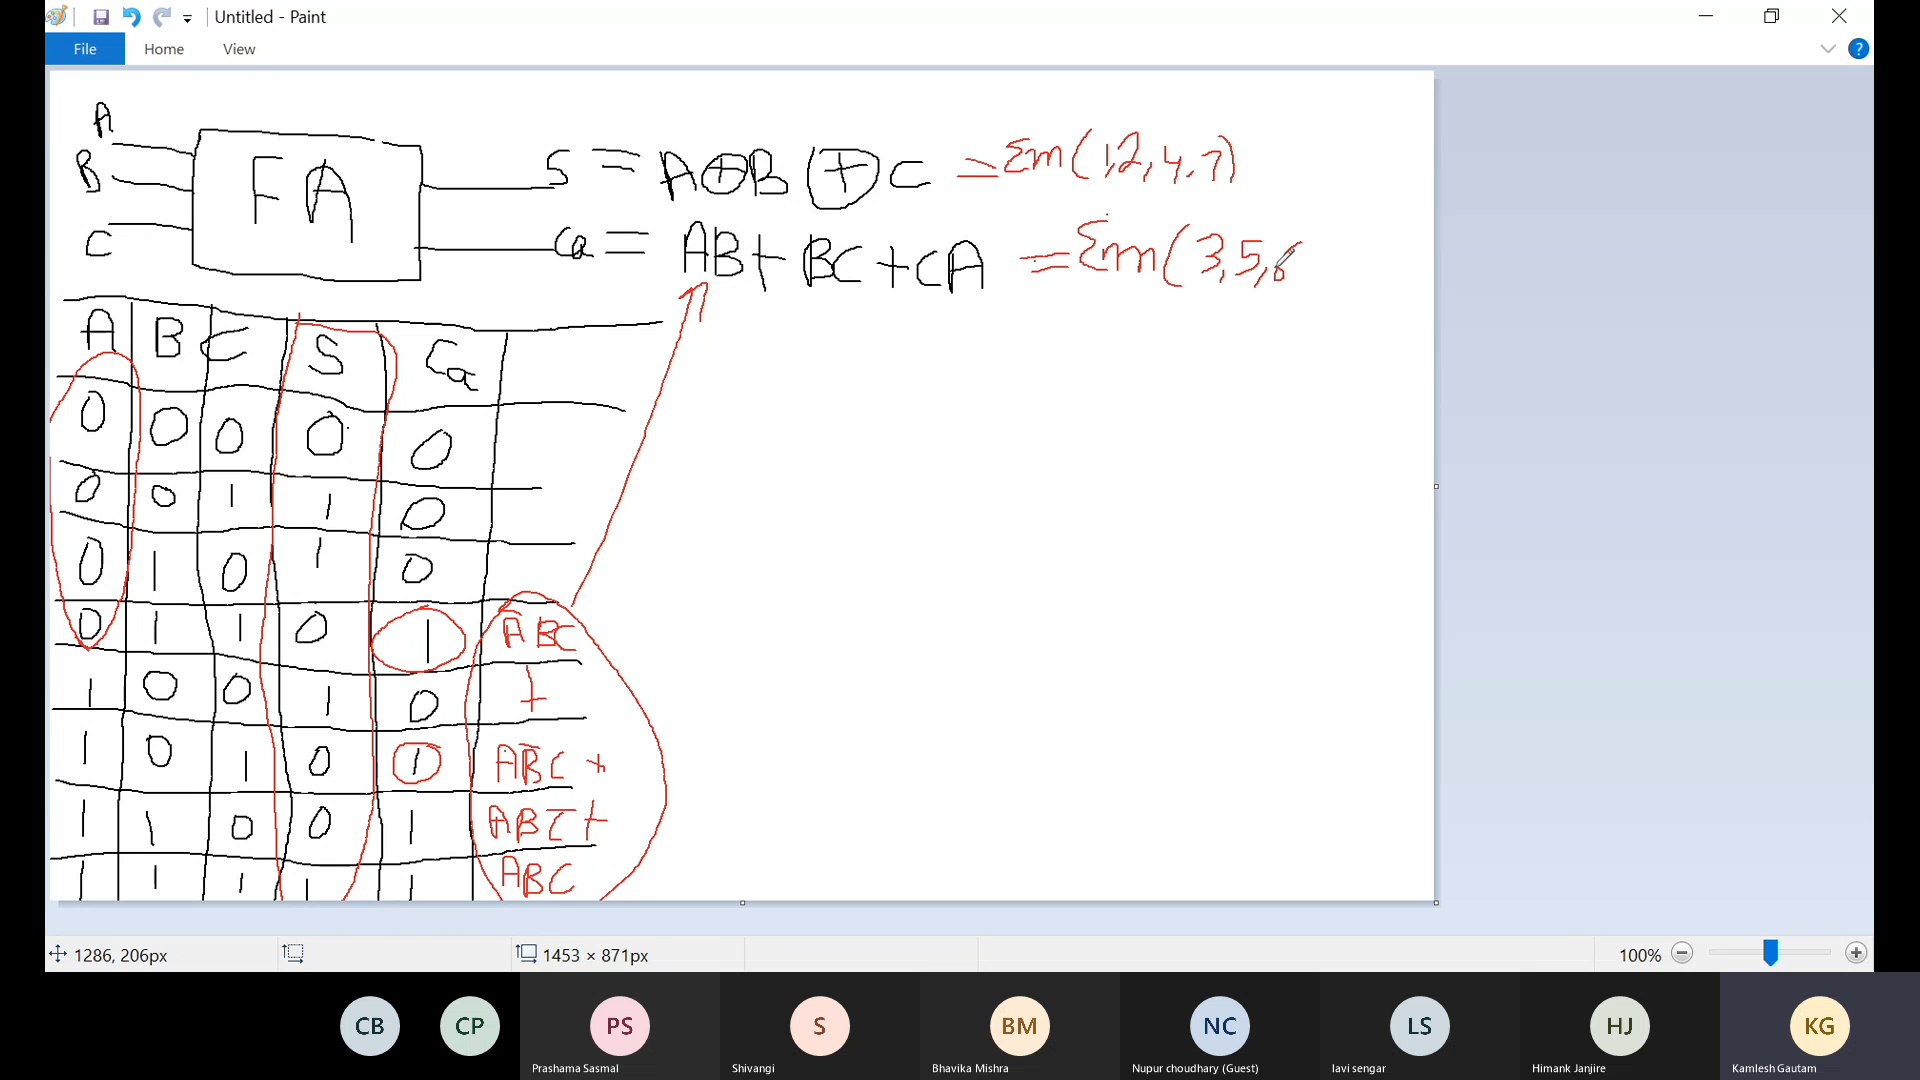 Untitled - Paint
File Home View
A
B
C
FA
S = A⊕B⊕C = Σm(1,2,4,7)
Ca = AB+BC+CA = Σm(3,5,6
A B C S Ca
0 0 0 0 0
0 0 1 1 0
0 1 0 1 0
0 1 1 0 1 A̅BC
1 0 0 1 0 +
1 0 1 0 1 AB̅C +
1 1 0 0 1 ABC̅ +
1 1 1 1 1 ABC
1286, 206px 1453 × 871px 100%
CB CP PS S BM NC LS HJ KG
Prashama Sasmal Shivangi Bhavika Mishra Nupur choudhary (Guest) lavi sengar Himank Janjire Kamlesh Gautam